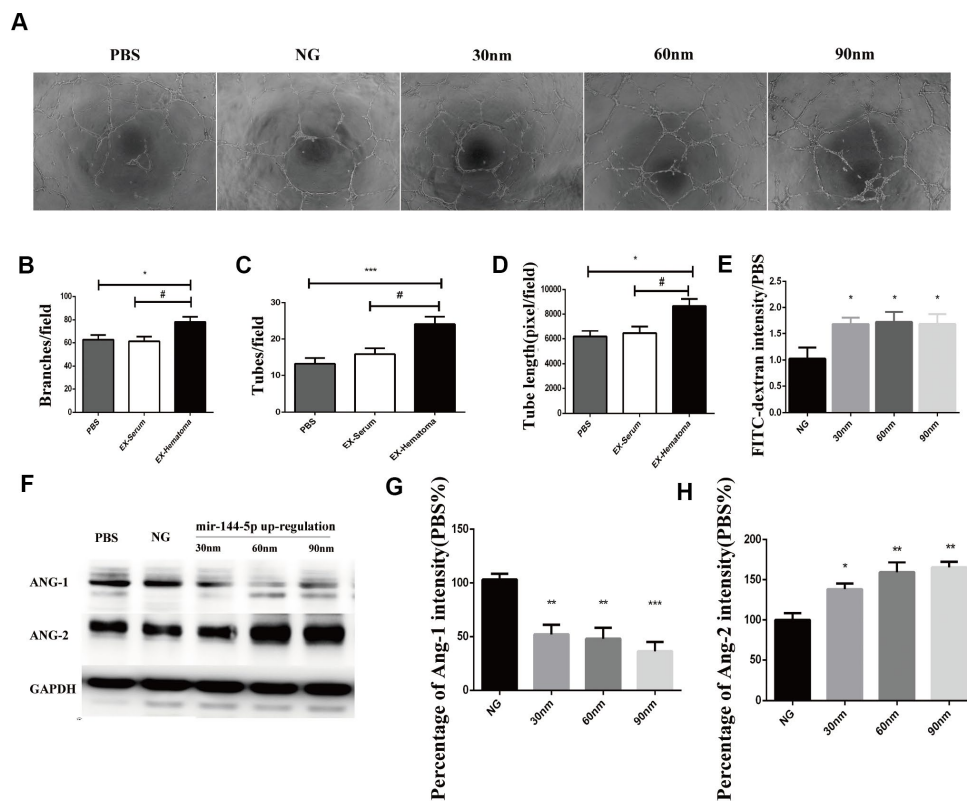 A
PBS NG 30nm 60nm 90nm
B
Branches/field
100
80
60
40
20
0
*
#
PBS
EX-Serum
EX-Hematoma
C
Tubes/field
30
20
10
0
***
#
PBS
EX-Serum
EX-Hematoma
D
Tube length(pixel/field)
10000
8000
6000
4000
2000
0
*
#
PBS
EX-Serum
EX-Hematoma
E
FITC-dextran intensity/PBS
2.5
2.0
1.5
1.0
0.5
0.0
* * *
NG
30nm
60nm
90nm
F
PBS NG mir-144-5p up-regulation
30nm 60nm 90nm
ANG-1
ANG-2
GAPDH
G
Percentage of Ang-1 intensity(PBS%)
150
100
50
0
** ** ***
NG
30nm
60nm
90nm
H
Percentage of Ang-2 intensity(PBS%)
200
150
100
50
0
* ** **
NG
30nm
60nm
90nm